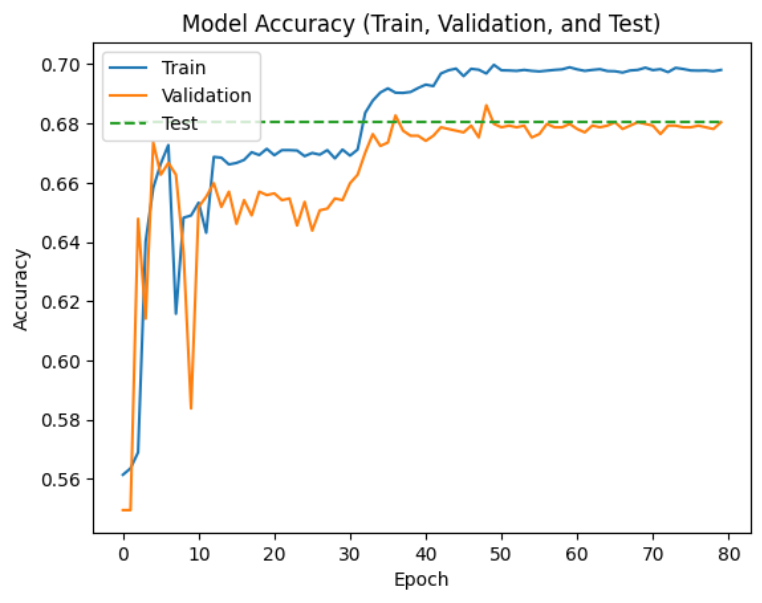 Model Accuracy (Train, Validation, and Test)
Train
Validation
Test
0.70
0.68
0.66
0.64
0.62
0.60
0.58
0.56
Accuracy
0 10 20 30 40 50 60 70 80
Epoch